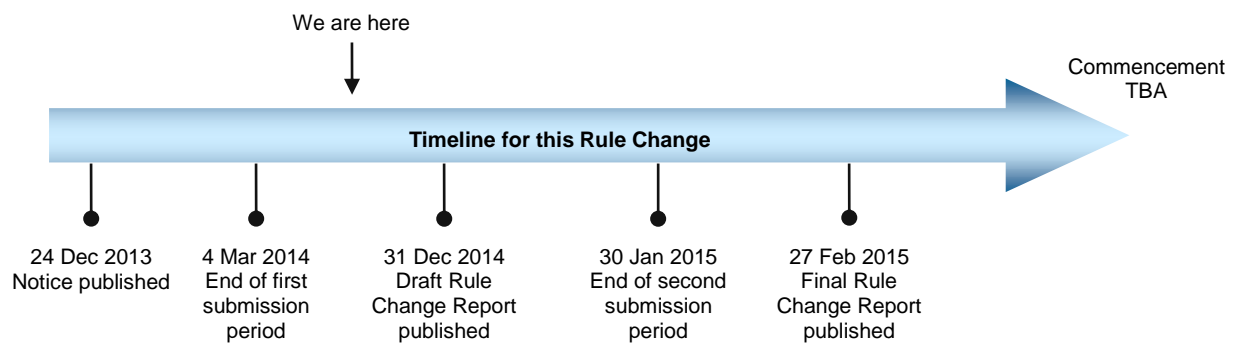 We are here
Commencement
TBA
Timeline for this Rule Change
24 Dec 2013
Notice published
4 Mar 2014
End of first
submission
period
31 Dec 2014
Draft Rule
Change Report
published
30 Jan 2015
End of second
submission
period
27 Feb 2015
Final Rule
Change Report
published